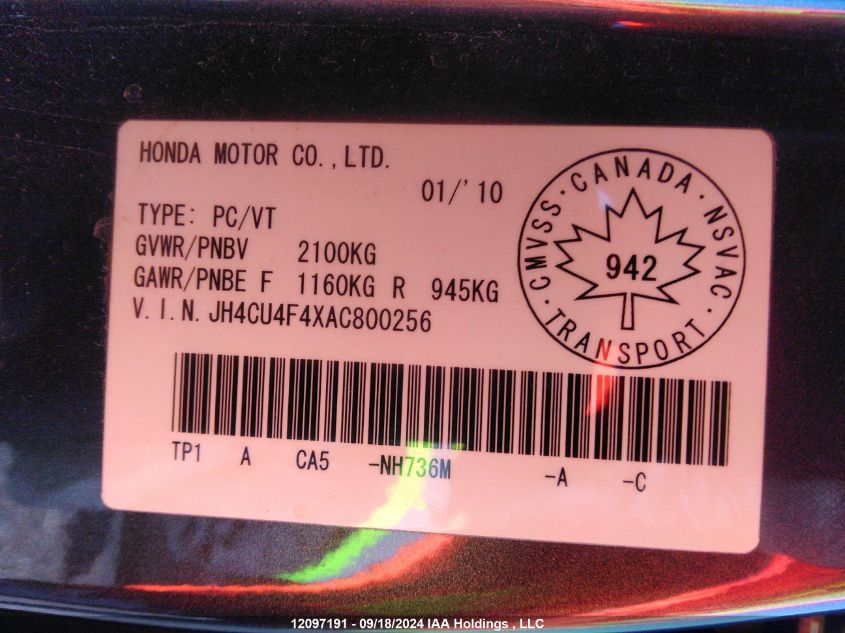 HONDA MOTOR CO., LTD.
01/'10
TYPE: PC/VT
GVWR/PNBV 2100KG
GAWR/PNBE F 1160KG R 945KG
V.I.N. JH4CU4F4XAC800256
CMVSS · CANADA · NSVAC · TRANSPORT ·
942
TP1 A CA5 -NH736M -A -C
12097191 - 09/18/2024 IAA Holdings , LLC